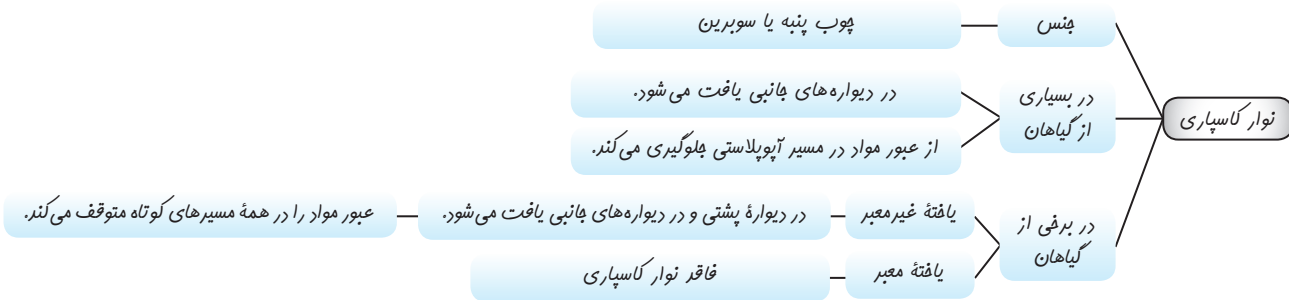 نوار کاسپاری
جنس
چوب پنبه یا سوبرین
در بسیاری
از گیاهان
در دیواره‌های جانبی یافت می‌شود.
از عبور مواد در مسیر آپوپلاستی جلوگیری می‌کند.
در برخی از
گیاهان
یاختهٔ غیرمعبر
در دیوارهٔ پشتی و در دیواره‌های جانبی یافت می‌شود.
عبور مواد را در همهٔ مسیرهای کوتاه متوقف می‌کند.
یاختهٔ معبر
فاقد نوار کاسپاری